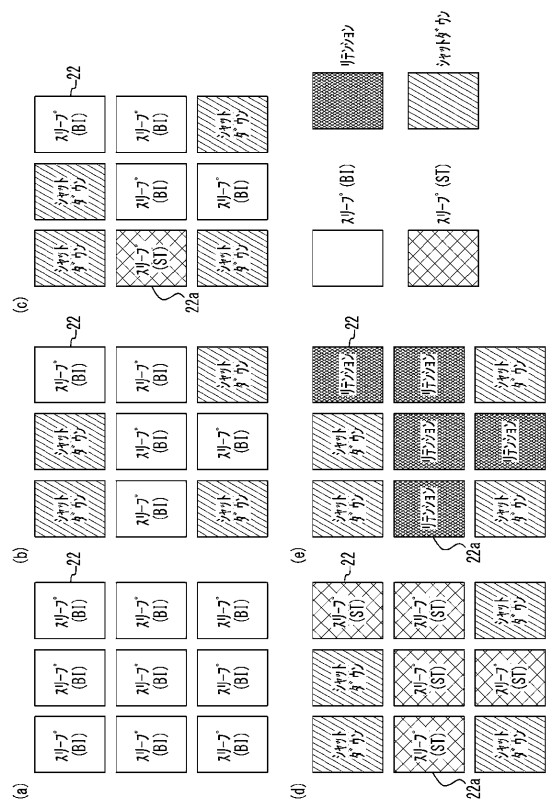 (a)
22
スリープ
(BI)
スリープ
(BI)
スリープ
(BI)
スリープ
(BI)
スリープ
(BI)
スリープ
(BI)
スリープ
(BI)
スリープ
(BI)
スリープ
(BI)
(b)
22
シャット
ダウン
シャット
ダウン
スリープ
(BI)
スリープ
(BI)
スリープ
(BI)
スリープ
(BI)
シャット
ダウン
スリープ
(BI)
シャット
ダウン
(c)
22
シャット
ダウン
シャット
ダウン
スリープ
(BI)
スリープ
(ST)
スリープ
(BI)
スリープ
(BI)
22a
シャット
ダウン
スリープ
(BI)
シャット
ダウン
(d)
22
シャット
ダウン
シャット
ダウン
スリープ
(ST)
スリープ
(ST)
スリープ
(ST)
スリープ
(ST)
22a
シャット
ダウン
スリープ
(ST)
シャット
ダウン
(e)
22
シャット
ダウン
シャット
ダウン
リテンション
リテンション
リテンション
リテンション
22a
シャット
ダウン
リテンション
シャット
ダウン
スリープ(BI)
リテンション
スリープ(ST)
シャットダウン